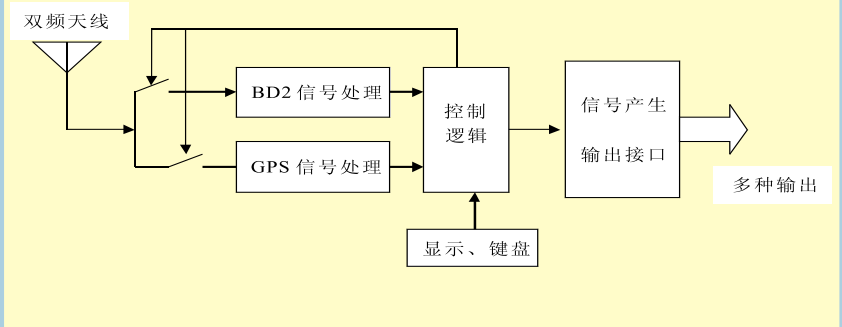 双频天线
BD2 信号处理
GPS 信号处理
控制
逻辑
信号产生
输出接口
多种输出
显示、键盘